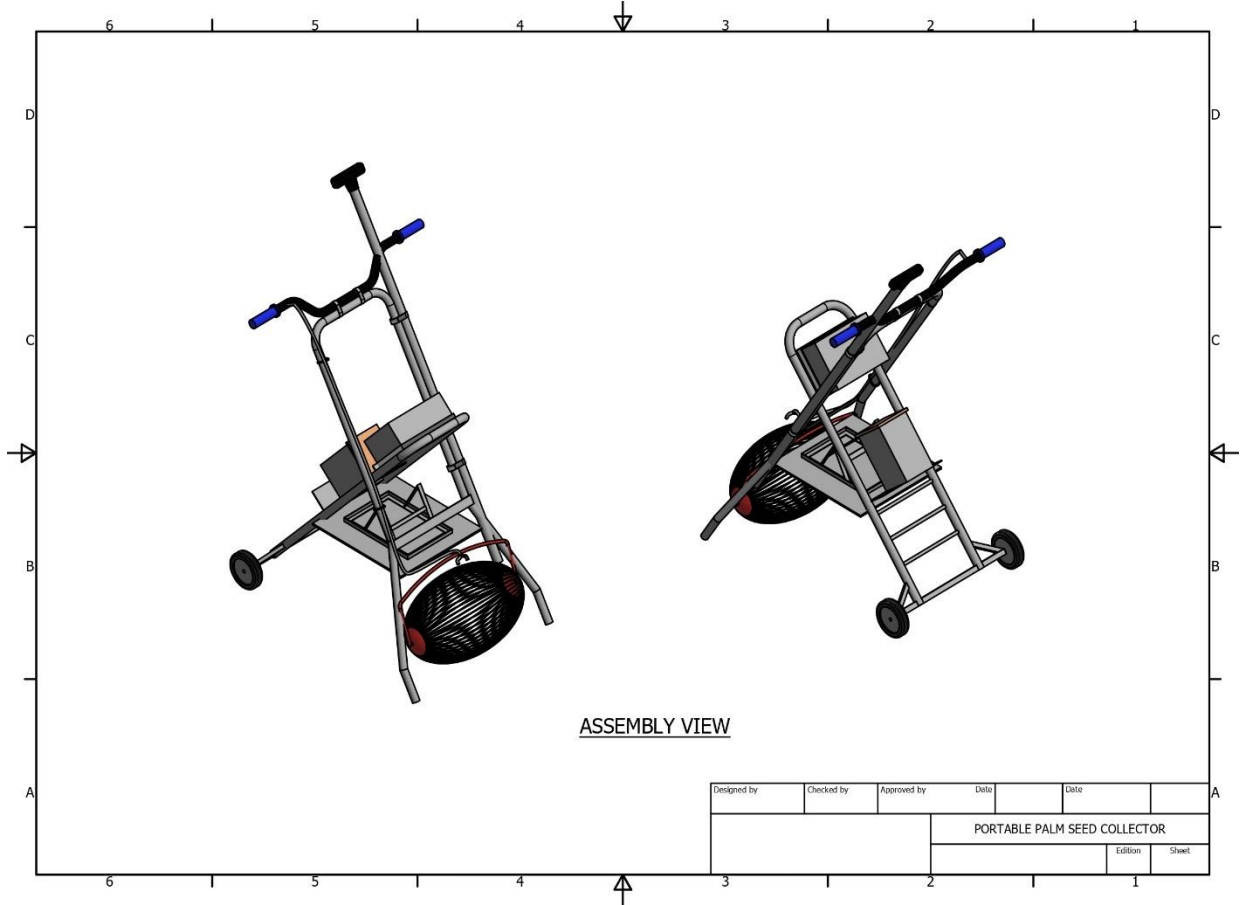 6 5 4 3 2 1
D D
C C
B B
ASSEMBLY VIEW
A A
Designed by Checked by Approved by Date Date
PORTABLE PALM SEED COLLECTOR
Edition Sheet
6 5 4 3 2 1